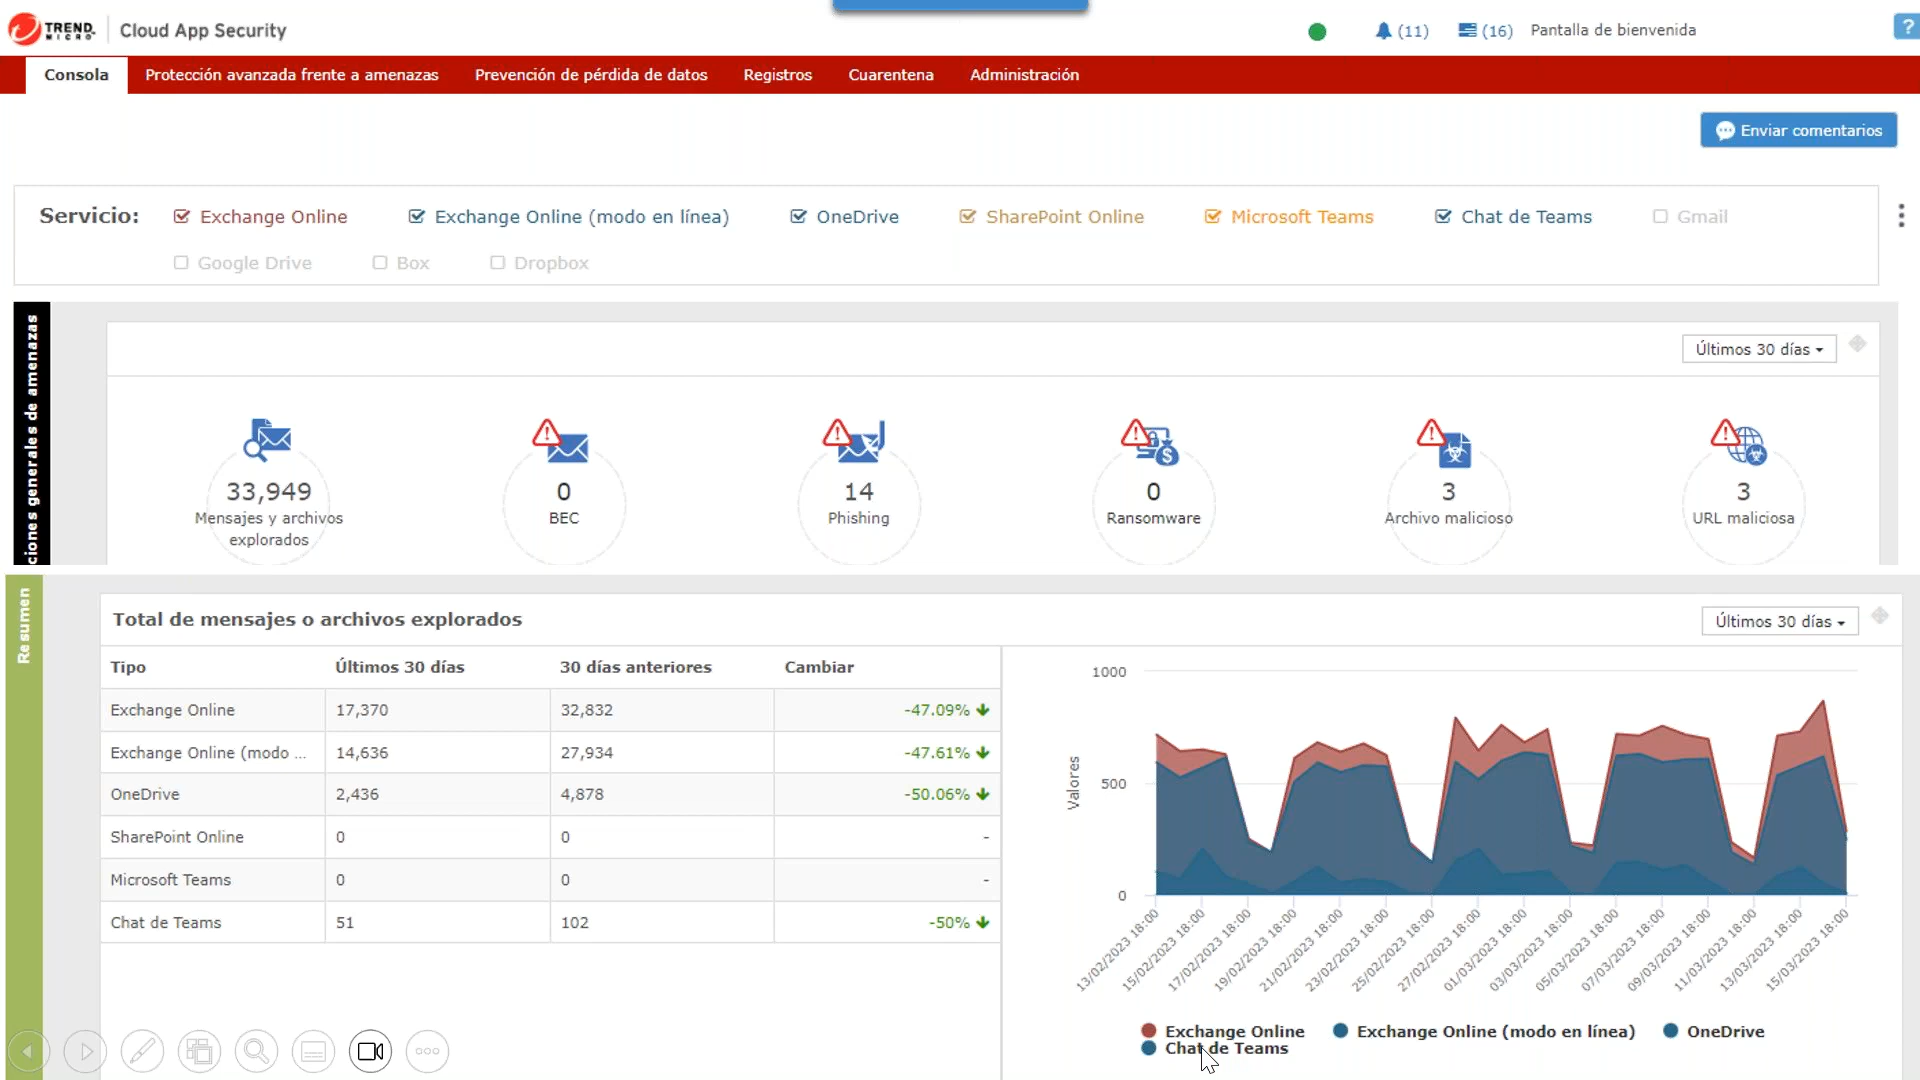 TREND MICRO Cloud App Security
(11) (16) Pantalla de bienvenida ?
Consola Protección avanzada frente a amenazas Prevención de pérdida de datos Registros Cuarentena Administración
Enviar comentarios
Servicio: Exchange Online Exchange Online (modo en línea) OneDrive SharePoint Online Microsoft Teams Chat de Teams Gmail
Google Drive Box Dropbox
ciones generales de amenazas
Últimos 30 días
33,949 0 14 0 3 3
Mensajes y archivos explorados BEC Phishing Ransomware Archivo malicioso URL maliciosa
Resumen
Total de mensajes o archivos explorados
Últimos 30 días
Tipo Últimos 30 días 30 días anteriores Cambiar
Exchange Online 17,370 32,832 -47.09%
Exchange Online (modo ... 14,636 27,934 -47.61%
OneDrive 2,436 4,878 -50.06%
SharePoint Online 0 0 -
Microsoft Teams 0 0 -
Chat de Teams 51 102 -50%
Valores
1000
500
0
13/02/2023 18:00
15/02/2023 18:00
17/02/2023 18:00
19/02/2023 18:00
21/02/2023 18:00
23/02/2023 18:00
25/02/2023 18:00
27/02/2023 18:00
01/03/2023 18:00
03/03/2023 18:00
05/03/2023 18:00
07/03/2023 18:00
09/03/2023 18:00
11/03/2023 18:00
13/03/2023 18:00
15/03/2023 18:00
Exchange Online Exchange Online (modo en línea) OneDrive
Chat de Teams